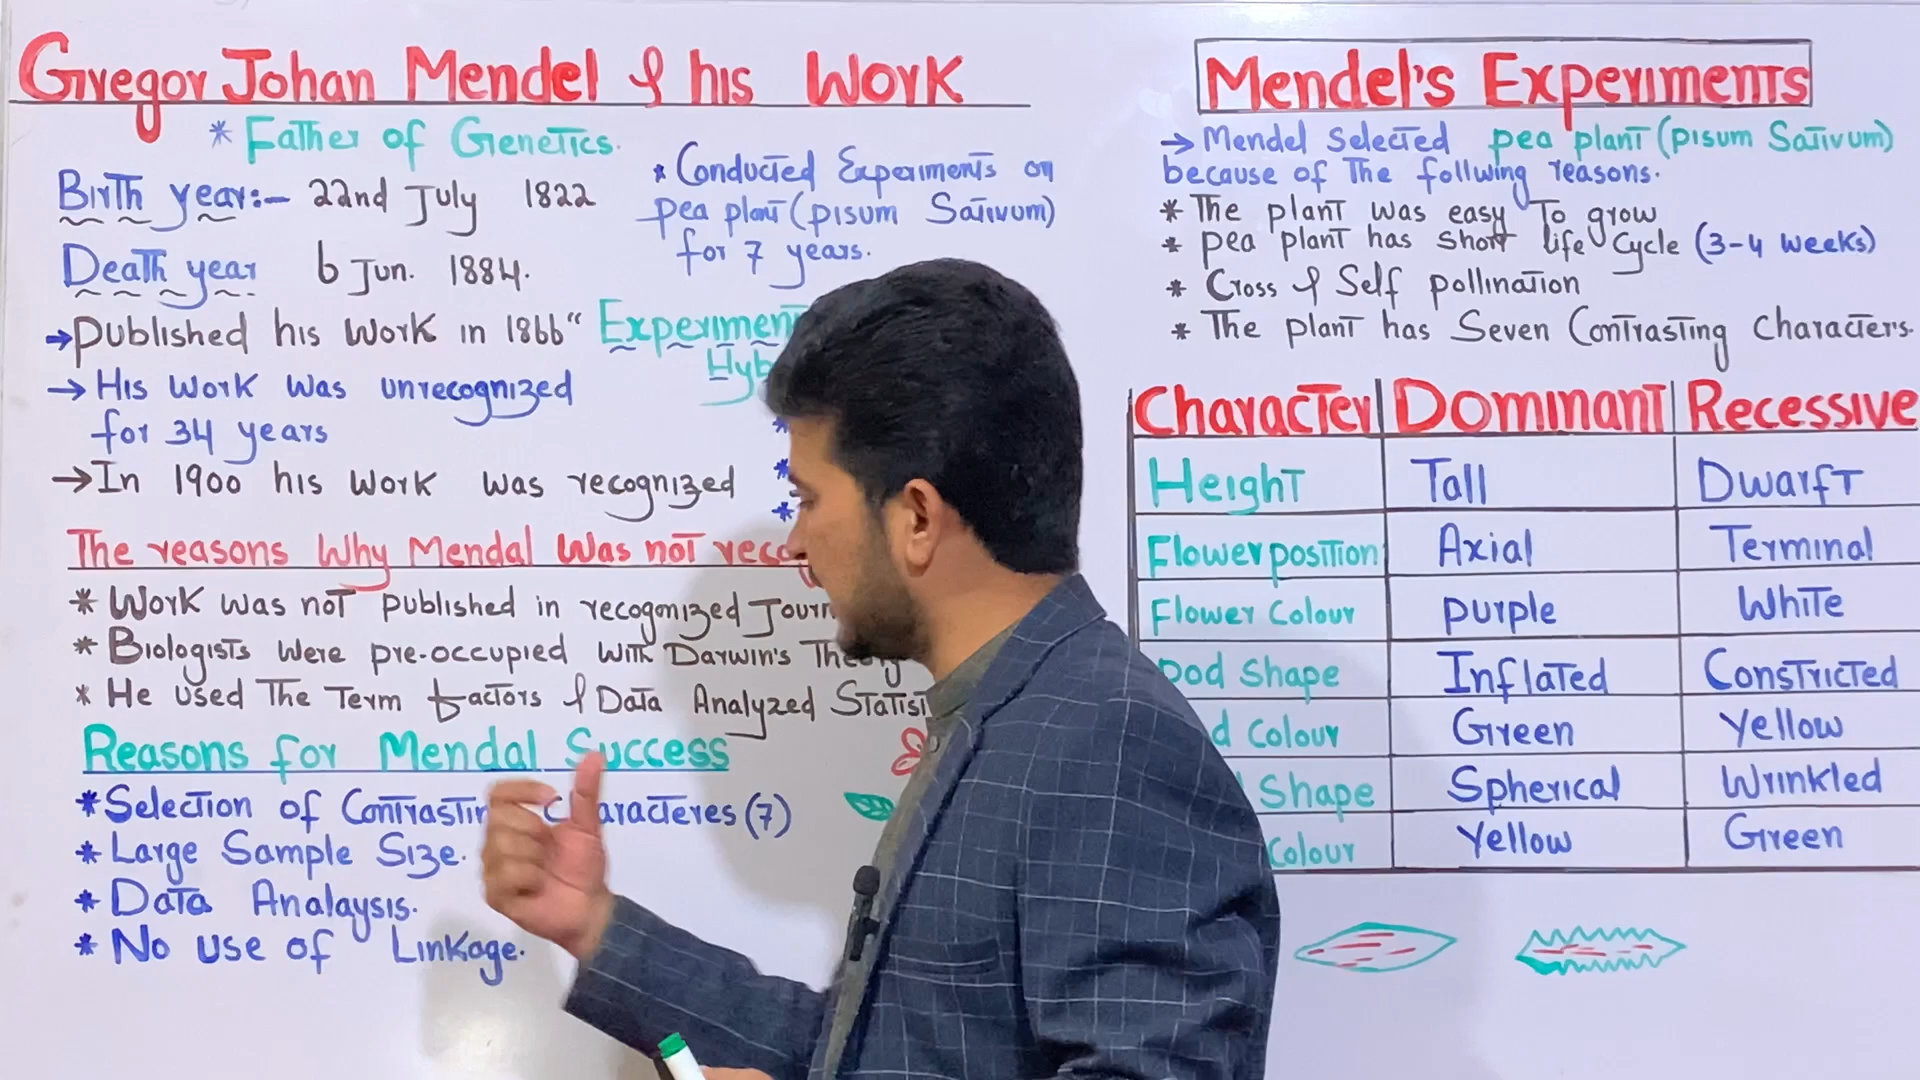 Gregor Johan Mendel & his Work
* Father of Genetics.
Birth year:- 22nd July 1822
Death year 6 Jun. 1884.
* Conducted Experiments on
pea plant (pisum Sativum)
for 7 years.
→ published his work in 1866 "
→ His work was unrecognized
for 34 years
→ In 1900 his work was recognized
The reasons Why Mendal was not
* Work was not published in recogonized
* Biologists were pre-occupied with Darwin's Theory
* He used The Term factors & Data Analyzed
Reasons for Mendal Success
* Selection of Characteres (7)
* Large Sample Size.
* Data Analaysis.
* No use of Linkage.
Mendel's Experiments
→ Mendel Selected pea plant (pisum Sativum)
because of The follwing reasons.
* The plant was easy To grow
* pea plant has short life Cycle (3-4 weeks)
* Cross & Self pollination
* The plant has Seven Contrasting Characters.
Character Dominant Recessive
Height Tall Dwarft
Flower position Axial Terminal
Flower Colour purple White
pod Shape Inflated Constricted
Colour Green Yellow
Shape Spherical Wrinkled
Colour Yellow Green